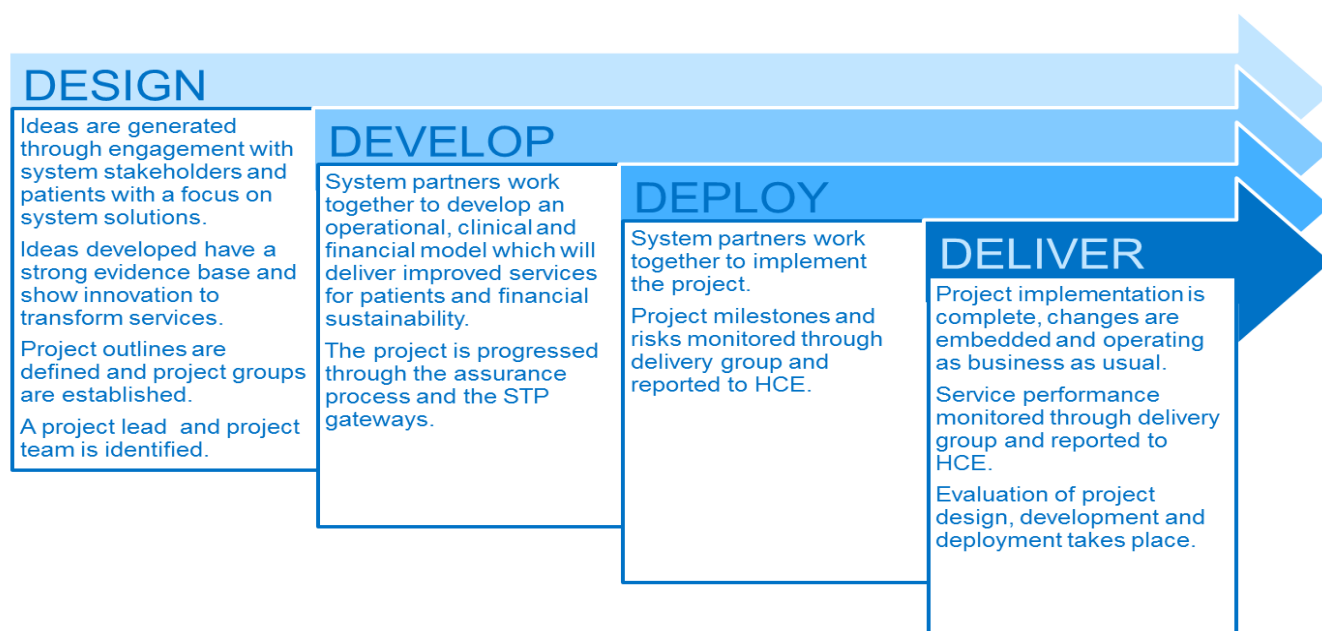 DESIGN
Ideas are generated
through engagement with
system stakeholders and
patients with a focus on
system solutions.
Ideas developed have a
strong evidence base and
show innovation to
transform services.
Project outlines are
defined and project groups
are established.
A project lead and project
team is identified.
DEVELOP
System partners work
together to develop an
operational, clinical and
financial model which will
deliver improved services
for patients and financial
sustainability.
The project is progressed
through the assurance
process and the STP
gateways.
DEPLOY
System partners work
together to implement
the project.
Project milestones and
risks monitored through
delivery group and
reported to HCE.
DELIVER
Project implementation is
complete, changes are
embedded and operating
as business as usual.
Service performance
monitored through delivery
group and reported to
HCE.
Evaluation of project
design, development and
deployment takes place.